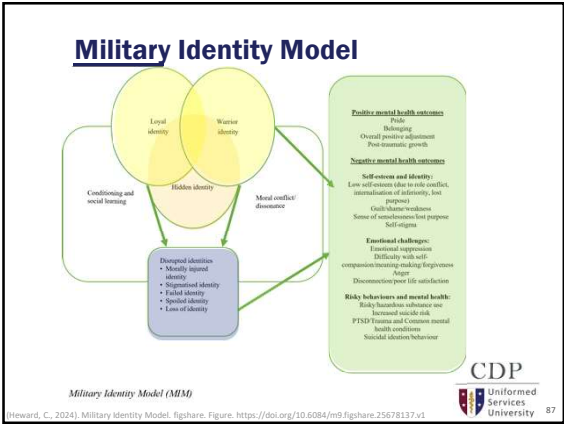 Military Identity Model
Loyal
identity
Warrior
identity
Hidden identity
Conditioning and
social learning
Moral conflict/
dissonance
Disrupted identities
• Morally injured
identity
• Stigmatised identity
• Failed identity
• Spoiled identity
• Loss of identity
Positive mental health outcomes
Pride
Belonging
Overall positive adjustment
Post-traumatic growth
Negative mental health outcomes
Self-esteem and identity:
Low self-esteem (due to role conflict,
internalisation of inferiority, lost
purpose)
Guilt/shame/weakness
Sense of senselessness/lost purpose
Self-stigma
Emotional challenges:
Emotional suppression
Difficulty with self-
compassion/meaning-making/forgiveness
Anger
Disconnection/poor life satisfaction
Risky behaviours and mental health:
Risky/hazardous substance use
Increased suicide risk
PTSD/Trauma and Common mental
health conditions
Suicidal ideation/behaviour
Military Identity Model (MIM)
CDP
Uniformed
Services
University
(Heward, C., 2024). Military Identity Model. figshare. Figure. https://doi.org/10.6084/m9.figshare.25678137.v1
87